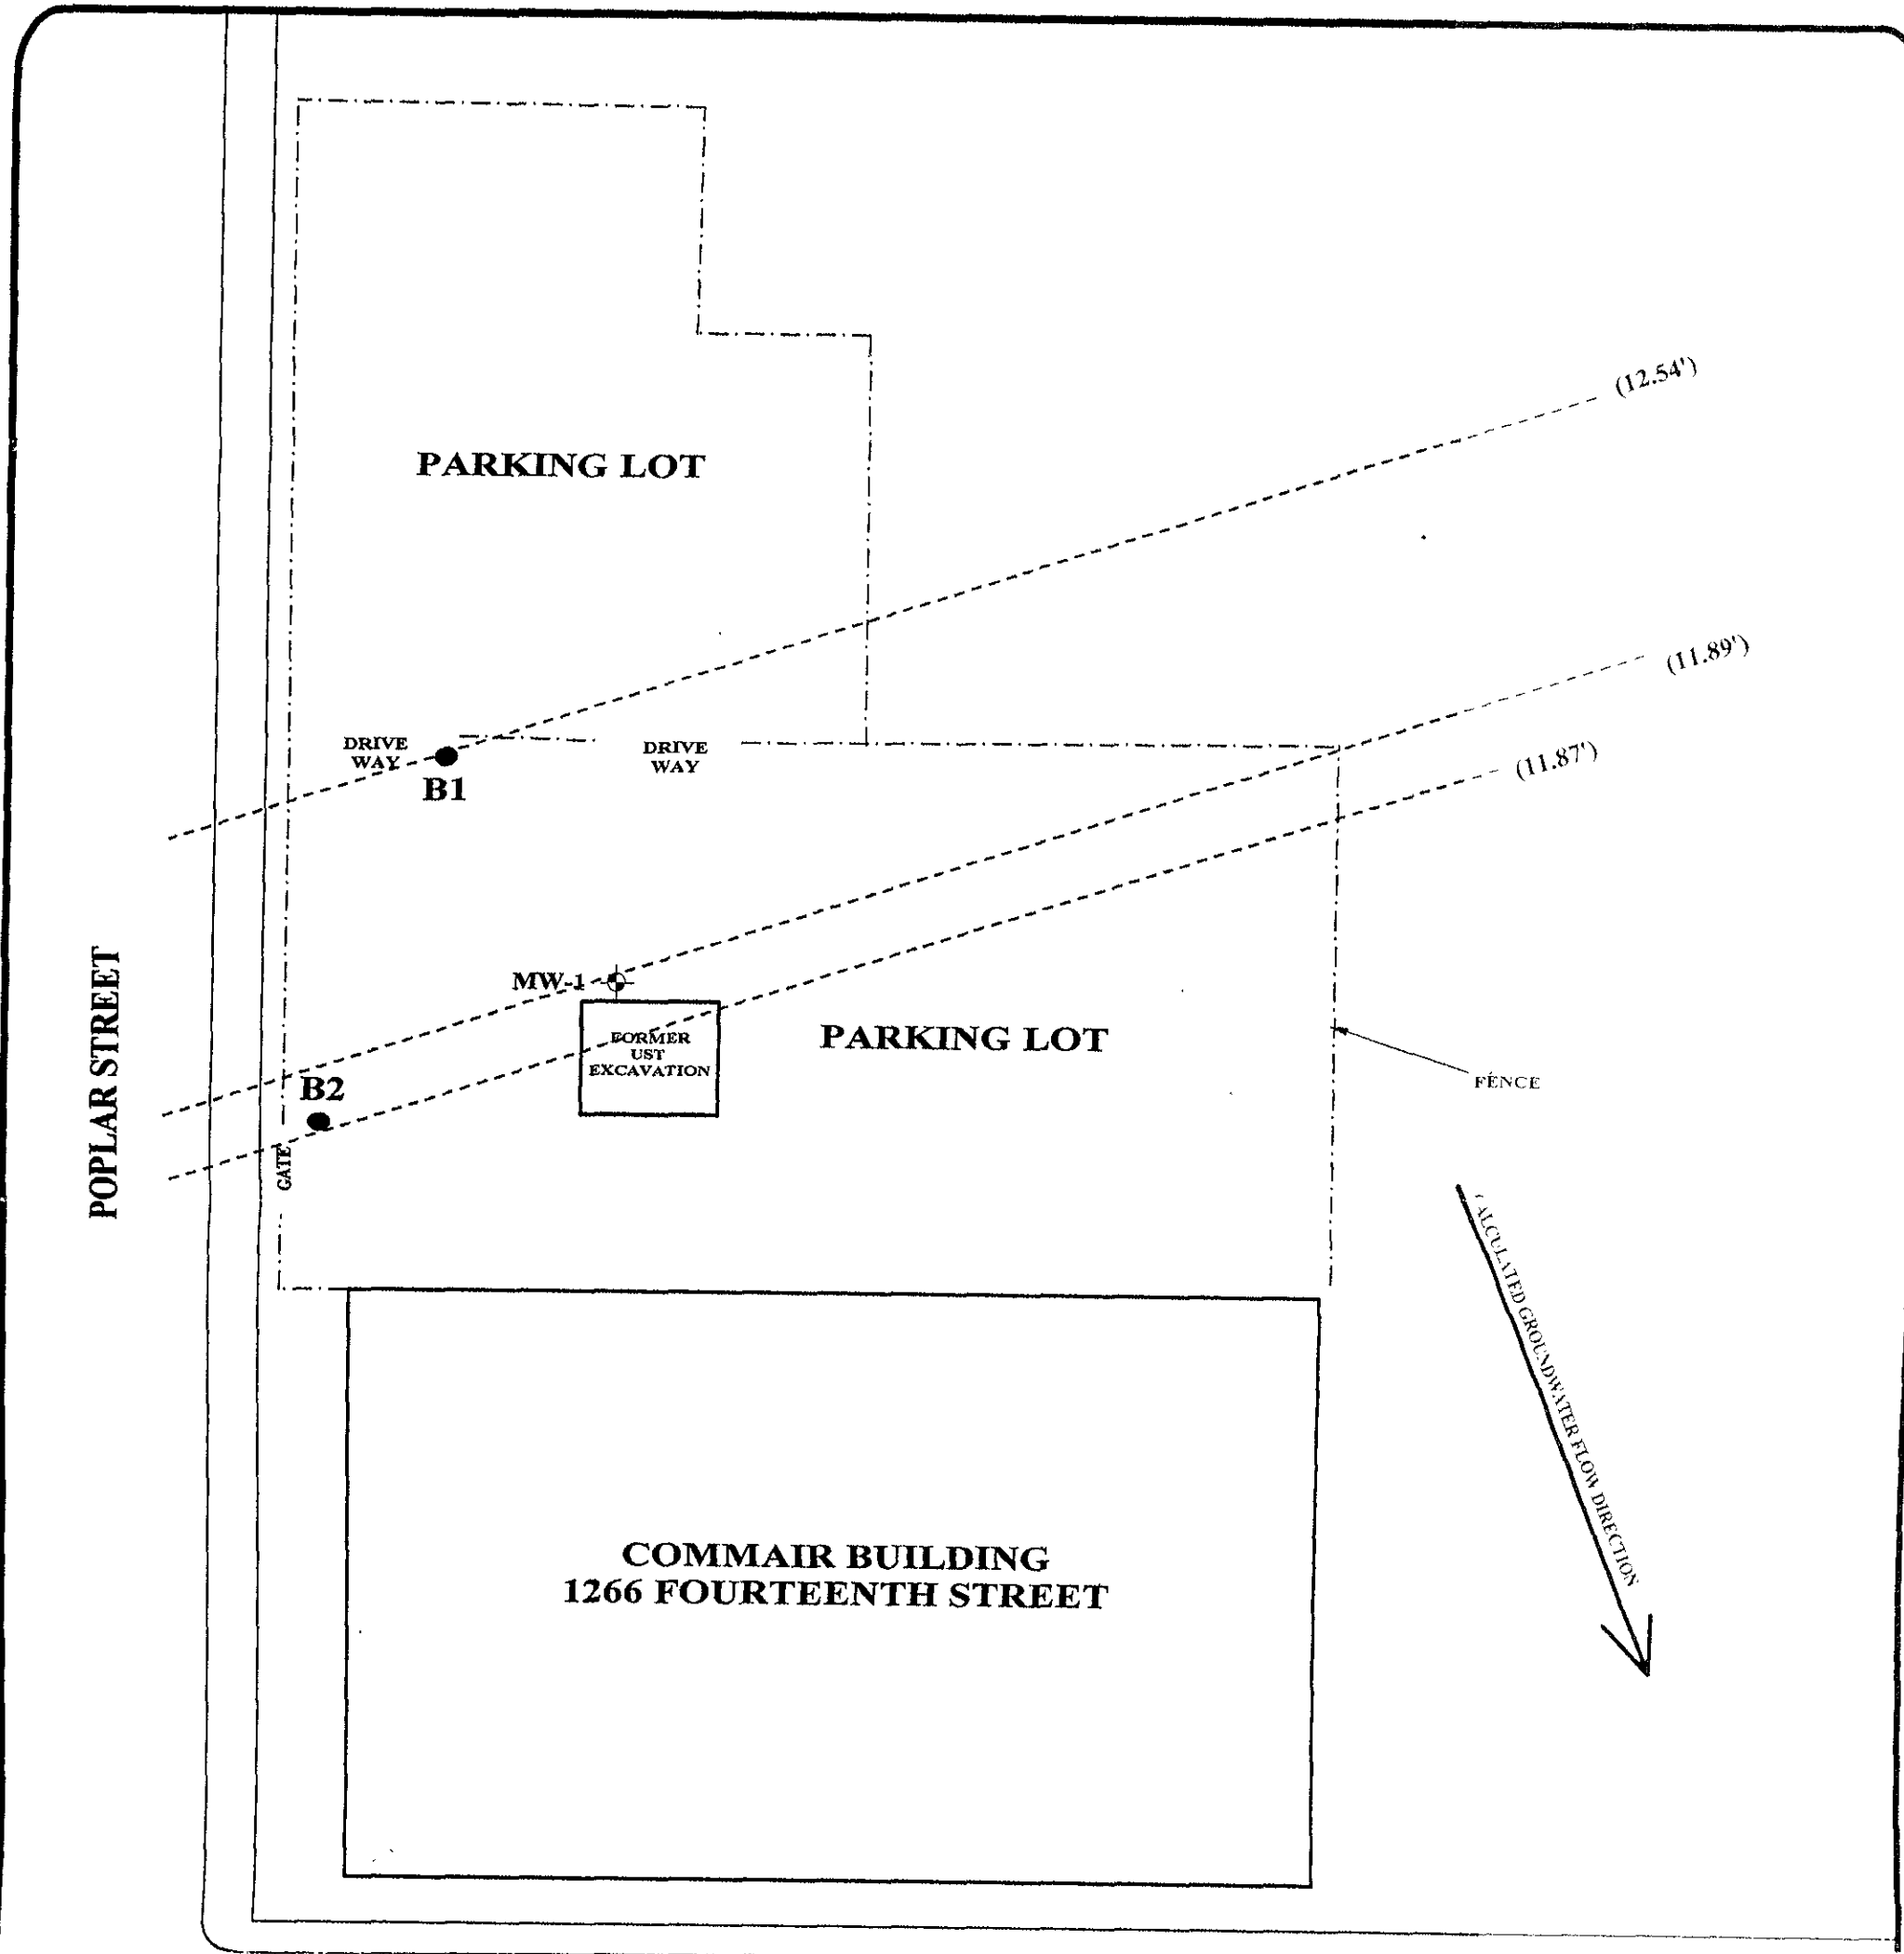 (12.54')
PARKING LOT
(11.89')
DRIVE
WAY
DRIVE
WAY
(11.87')
B1
MW-1
FORMER
UST
EXCAVATION
PARKING LOT
POPLAR STREET
B2
FENCE
GATE
CALCULATED GROUNDWATER FLOW DIRECTION
COMMAIR BUILDING
1266 FOURTEENTH STREET